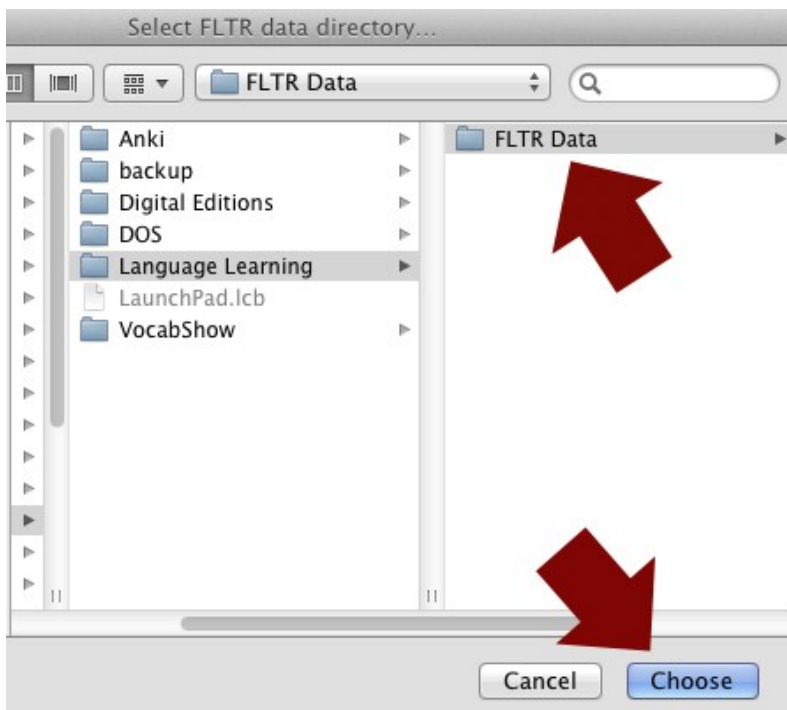 Select FLTR data directory...
FLTR Data
Anki
backup
Digital Editions
DOS
Language Learning
LaunchPad.lcb
VocabShow
FLTR Data
Cancel Choose